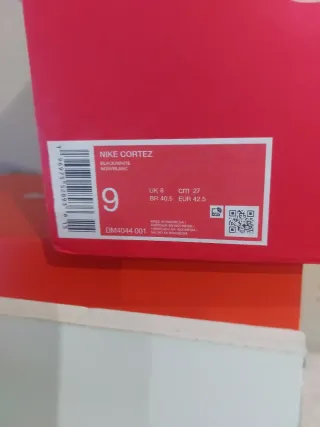 NIKE CORTEZ
BLACK/WHITE
NOIR/BLANC
9
UK 8 cm 27
BR 40.5 EUR 42.5
DM4044 001